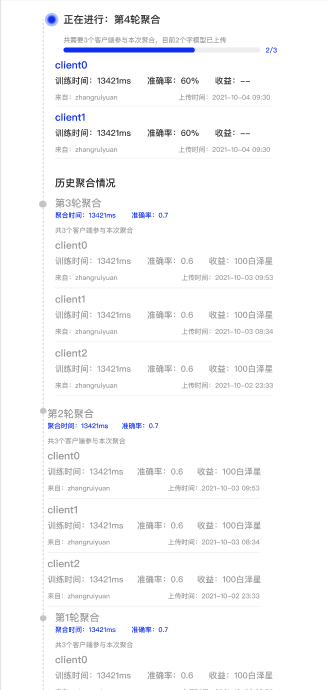 正在进行：第4轮聚合
共需要3个客户端参与本次聚合，目前2个子模型已上传
2/3
client0
训练时间：13421ms 准确率：60% 收益：--
来自：zhangruiyuan 上传时间：2021-10-04 09:30
client1
训练时间：13421ms 准确率：60% 收益：--
来自：zhangruiyuan 上传时间：2021-10-04 09:30
历史聚合情况
第3轮聚合
聚合时间：13421ms 准确率：0.7
共3个客户端参与本次聚合
client0
训练时间：13421ms 准确率：0.6 收益：100白泽星
来自：zhangruiyuan 上传时间：2021-10-03 09:53
client1
训练时间：13421ms 准确率：0.6 收益：100白泽星
来自：zhangruiyuan 上传时间：2021-10-03 08:34
client2
训练时间：13421ms 准确率：0.6 收益：100白泽星
来自：zhangruiyuan 上传时间：2021-10-02 23:33
第2轮聚合
聚合时间：13421ms 准确率：0.7
共3个客户端参与本次聚合
client0
训练时间：13421ms 准确率：0.6 收益：100白泽星
来自：zhangruiyuan 上传时间：2021-10-03 09:53
client1
训练时间：13421ms 准确率：0.6 收益：100白泽星
来自：zhangruiyuan 上传时间：2021-10-03 08:34
client2
训练时间：13421ms 准确率：0.6 收益：100白泽星
来自：zhangruiyuan 上传时间：2021-10-02 23:33
第1轮聚合
聚合时间：13421ms 准确率：0.7
共3个客户端参与本次聚合
client0
训练时间：13421ms 准确率：0.6 收益：100白泽星